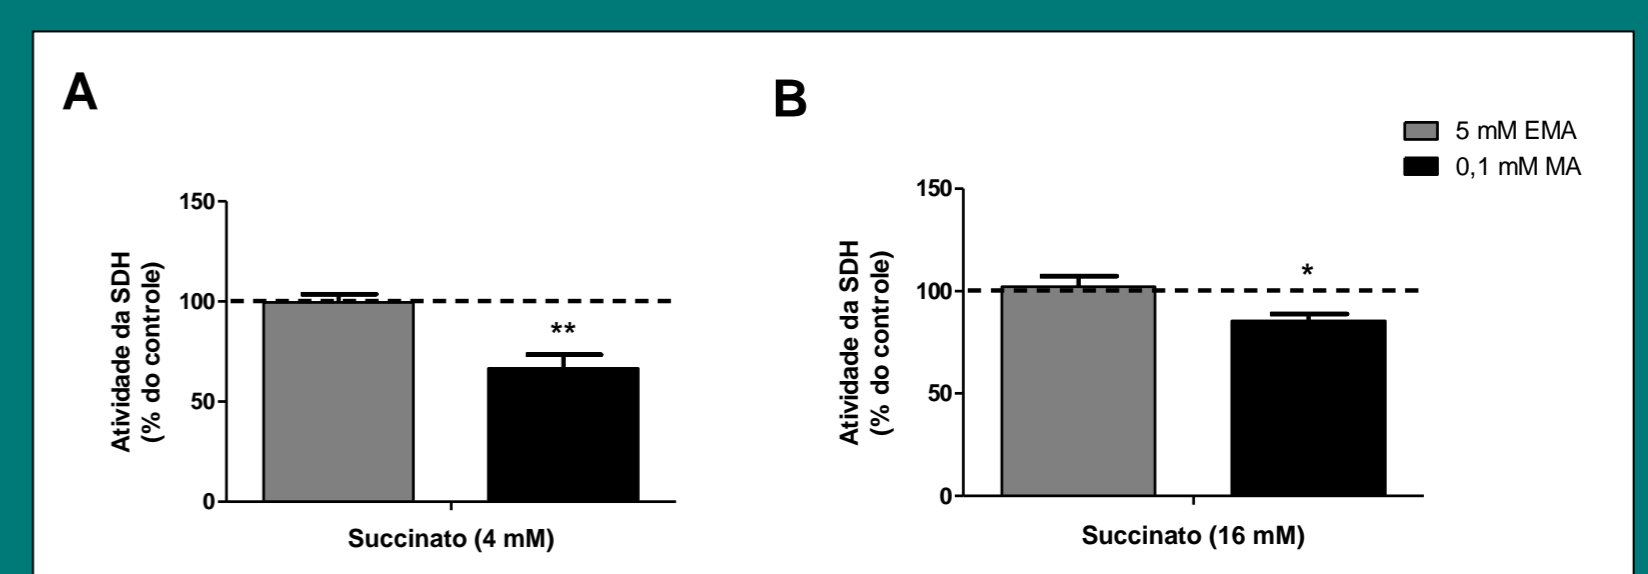 A
150
100
50
0
Atividade da SDH
(% do controle)
**
Succinato (4 mM)
B
5 mM EMA
0,1 mM MA
150
100
50
0
Atividade da SDH
(% do controle)
*
Succinato (16 mM)